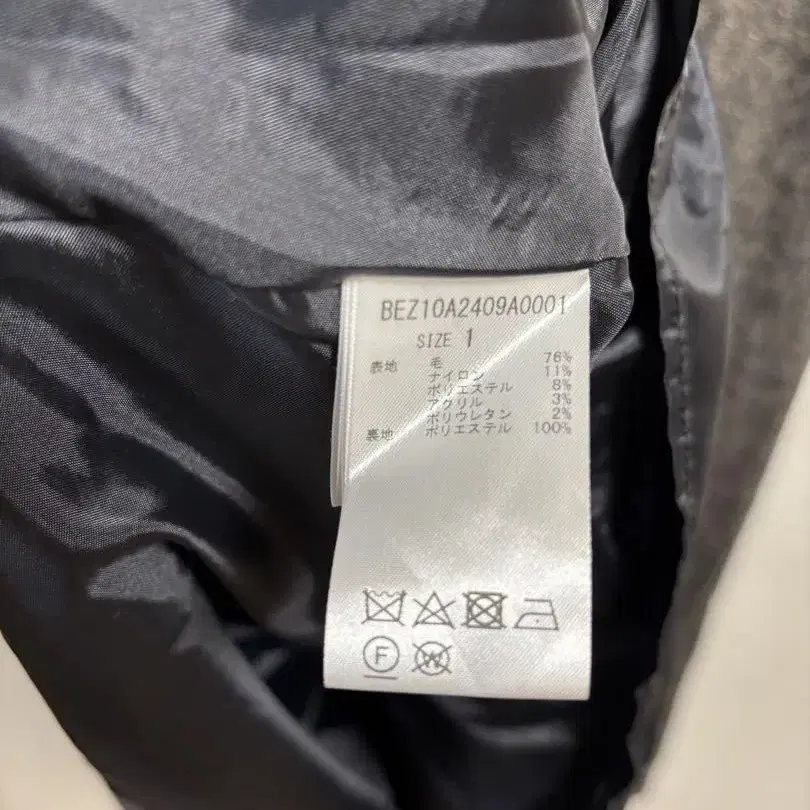 BEZ10A2409A0001
SIZE 1
表地 毛 76%
ナイロン 11%
ポリエステル 8%
アクリル 3%
ポリウレタン 2%
裏地 ポリエステル 100%
F W